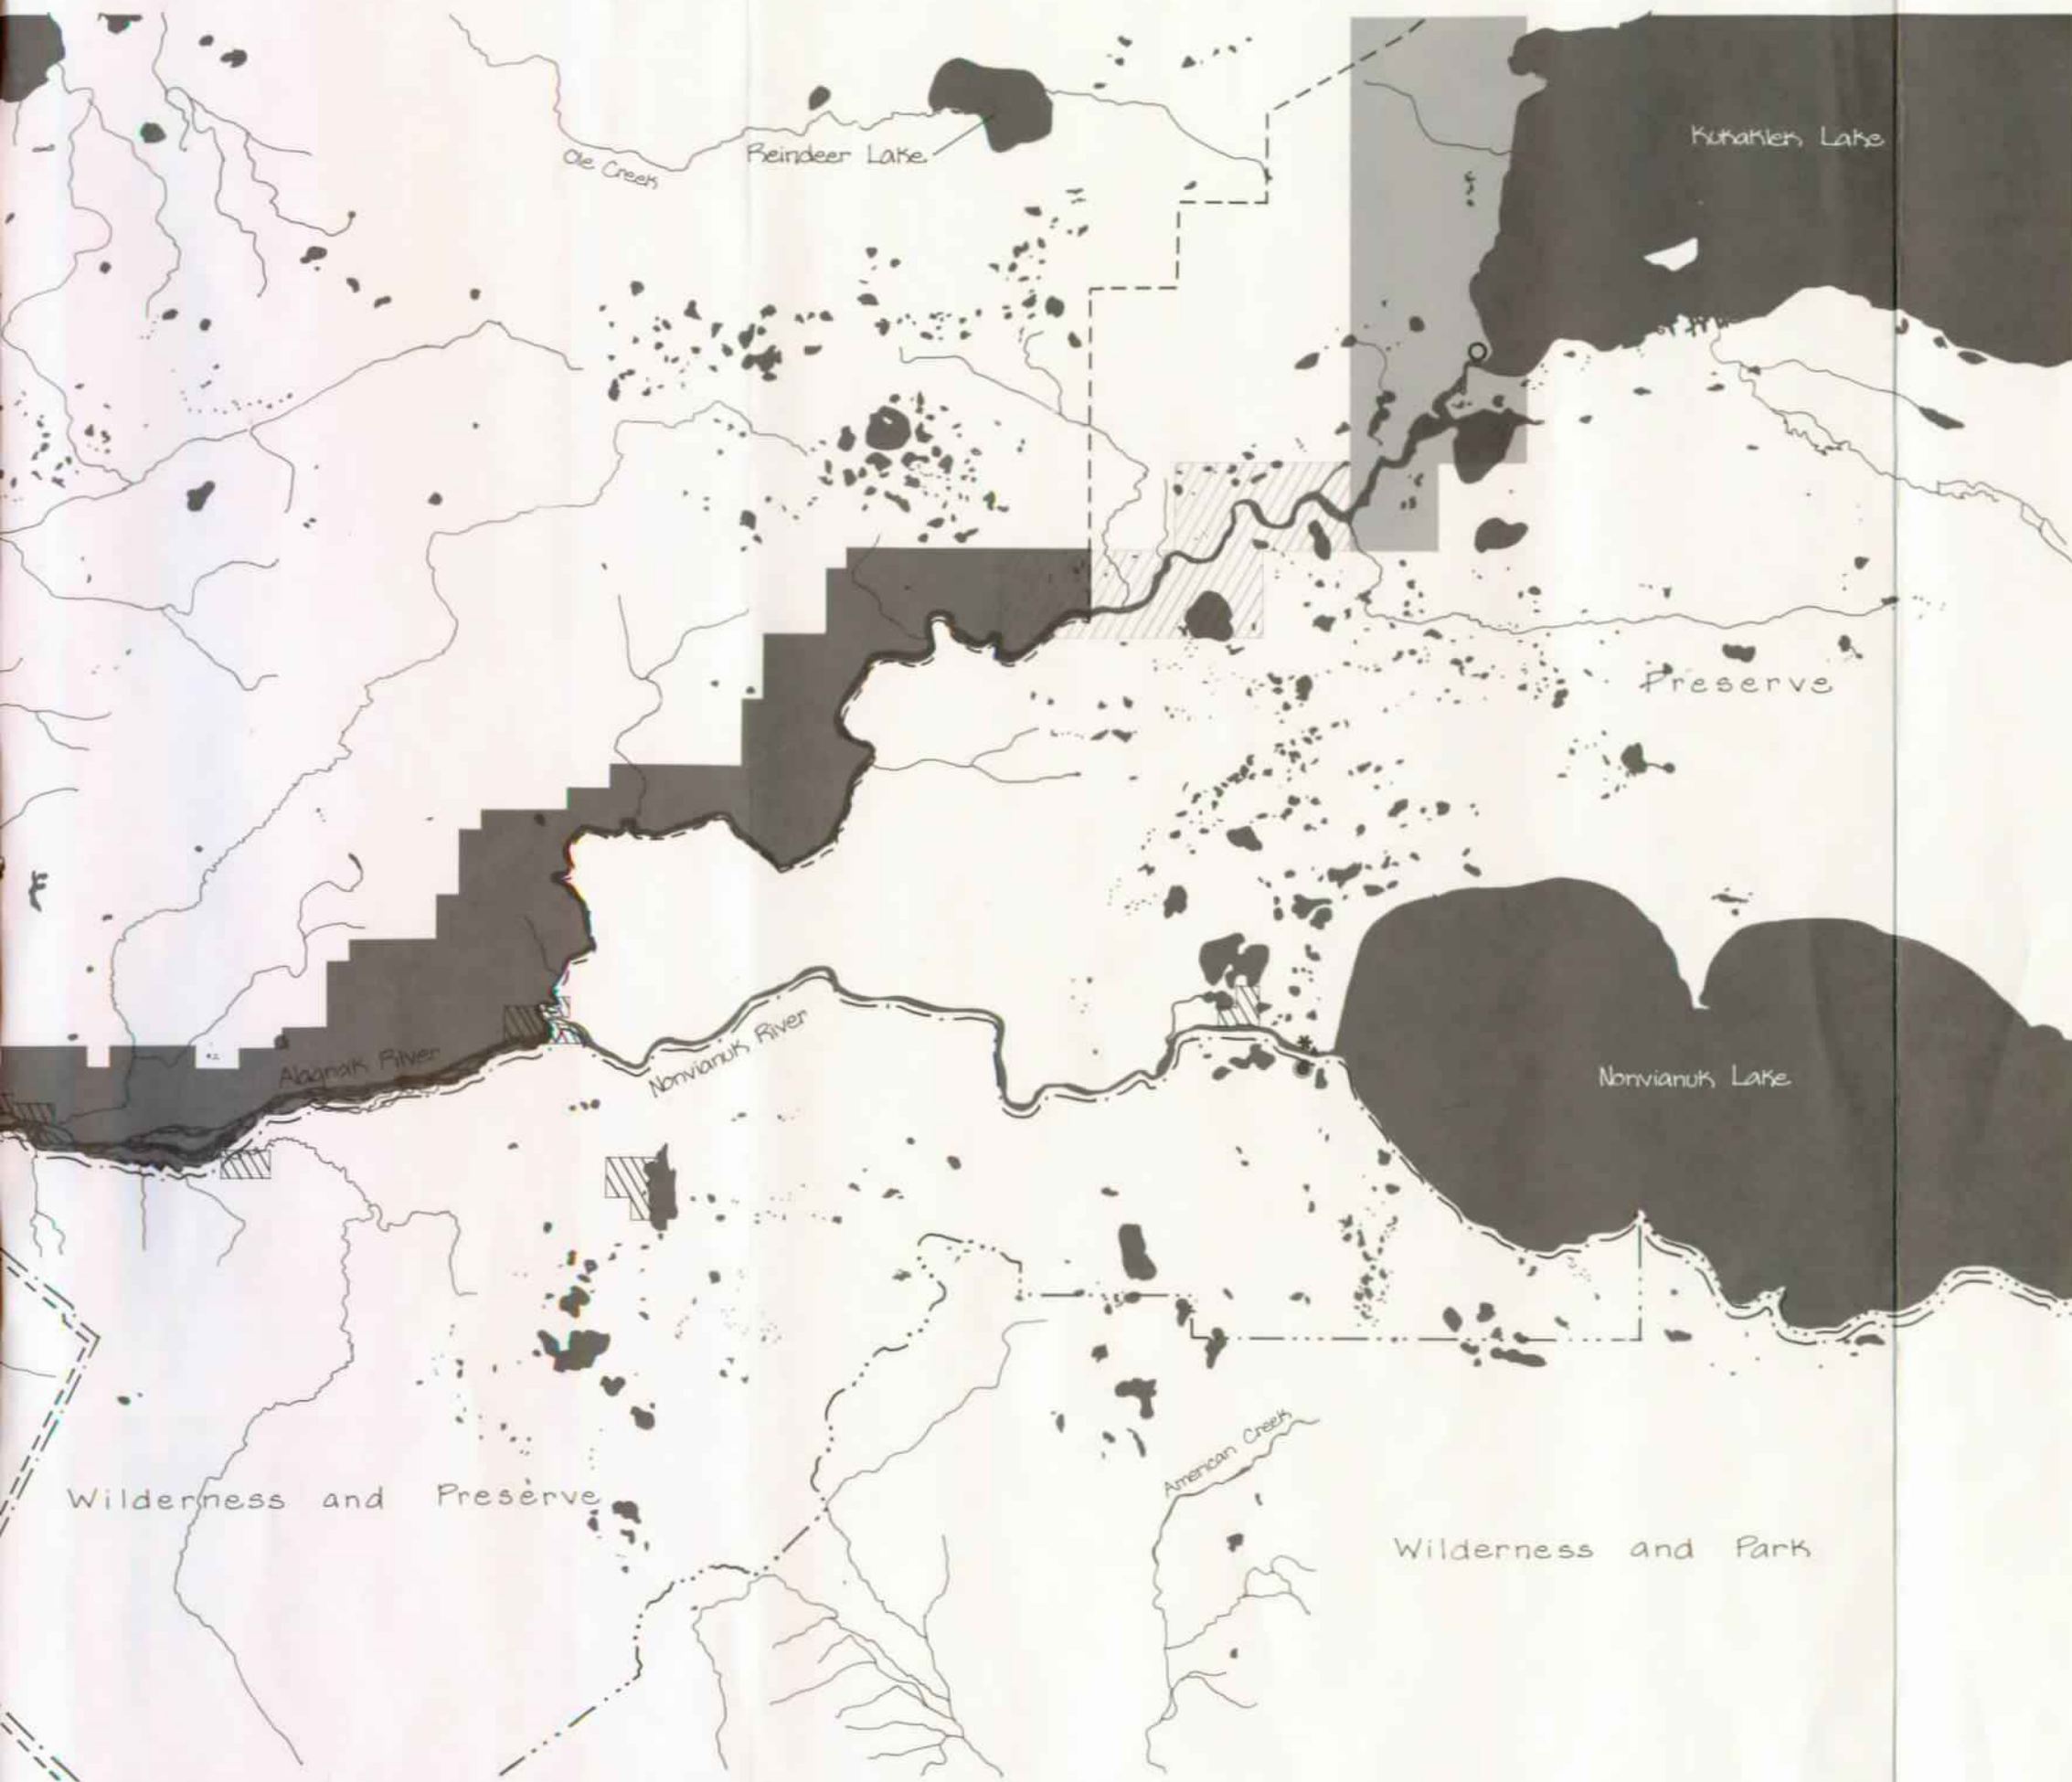 Kukaklek Lake
Reindeer Lake
Ole Creek
Preserve
Alagnak River
Nonvianuk River
Nonvianuk Lake
American Creek
Wilderness and Preserve
Wilderness and Park